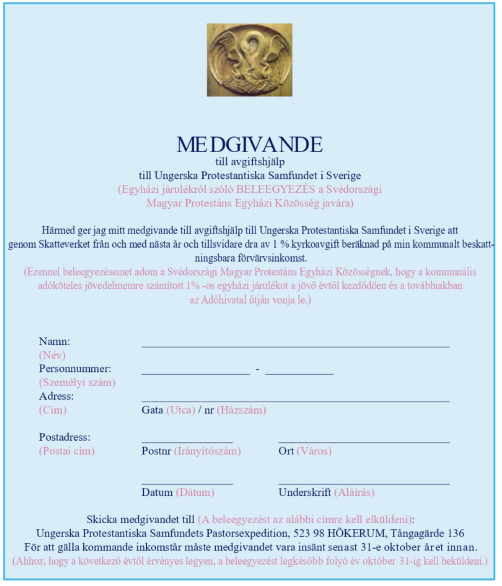 MEDGIVANDE
till avgiftshjälp
till Ungerska Protestantiska Samfundet i Sverige
(Egyházi járulékról szóló BELEEGYEZÉS a Svédországi
Magyar Protestáns Egyházi Közösség javára)
Härmed ger jag mitt medgivande till avgiftshjälp till Ungerska Protestantiska Samfundet i Sverige att
genom Skatteverket från och med nästa år och tillsvidare dra av 1 % kyrkoavgift beräknad på min kommunalt beskatt-
ningsbara förvärvsinkomst.
(Ezennel beleegyezésemet adom a Svédországi Magyar Protestáns Egyházi Közösségnek, hogy a kommunális
adóköteles jövedelmemre számított 1% -os egyházi járulékot a jövő évtől kezdődően és a továbbiakban
az Adóhivatal útján vonja le.)
Namn:
(Név)
Personnummer: -
(Személyi szám)
Adress:
(Cím) Gata (Utca) / nr (Házszám)
Postadress:
(Postai cím) Postnr (Irányítószám) Ort (Város)
Datum (Dátum) Underskrift (Aláírás)
Skicka medgivandet till (A beleegyezést az alábbi címre kell elküldeni):
Ungerska Protestantiska Samfundets Pastorsexpedition, 523 98 HÖKERUM, Tångagärde 136
För att gälla kommande inkomstår måste medgivandet vara insänt senast 31-e oktober året innan.
(Ahhoz, hogy a következő évtől érvényes legyen, a beleegyezést legkésőbb folyó év október 31-ig kell beküldeni.)